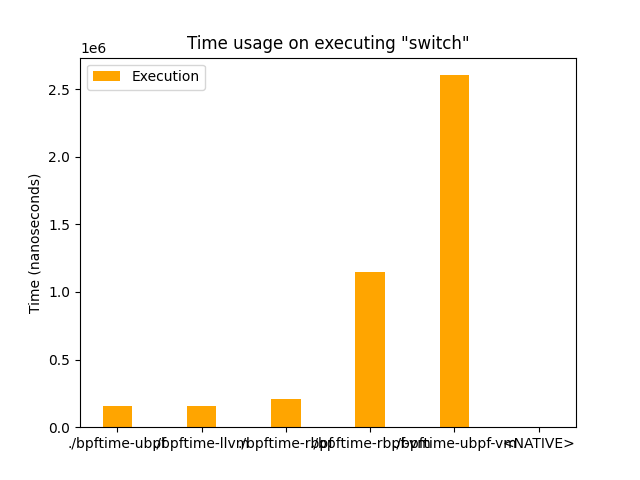 Time usage on executing "switch"
1e6
Execution
2.5
2.0
1.5
1.0
0.5
0.0
Time (nanoseconds)
./bpftime-ubpf ./bpftime-llvm ./bpftime-rbpf ./bpftime-rbpf-vm ./bpftime-ubpf-vm <NATIVE>